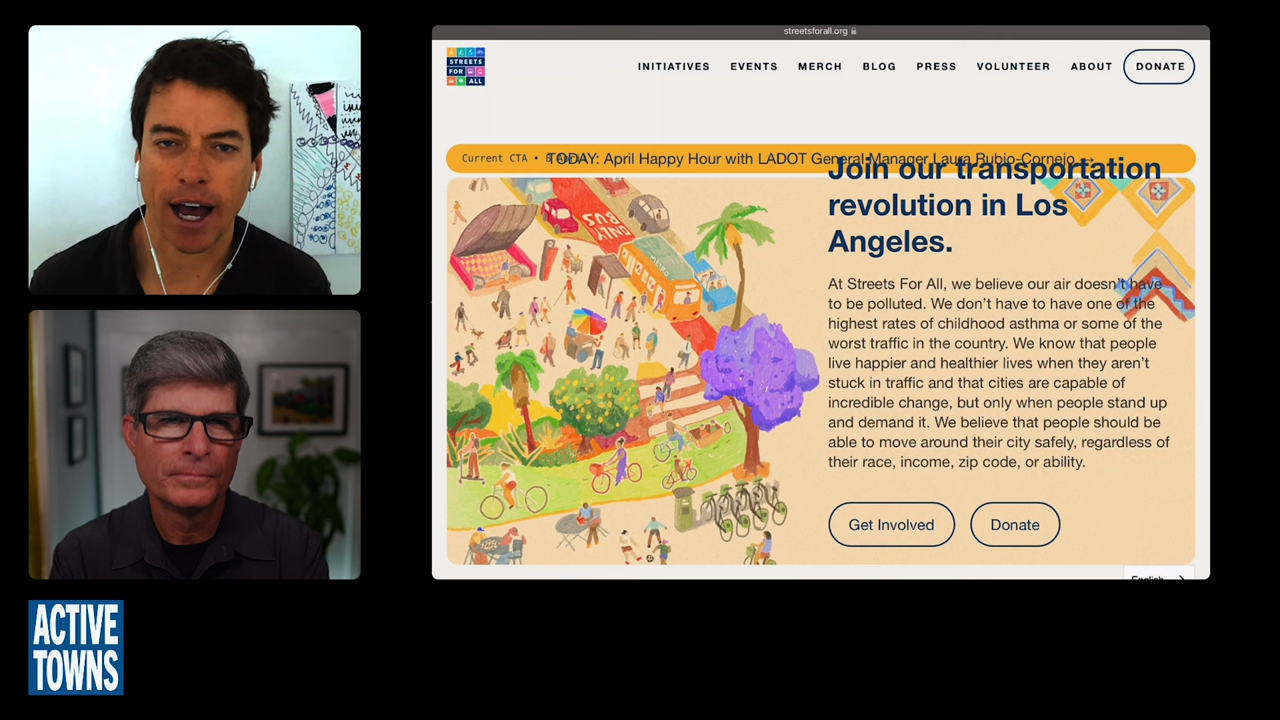 streetsforall.org
STREETS
FOR
ALL
INITIATIVES EVENTS MERCH BLOG PRESS VOLUNTEER ABOUT DONATE
Current CTA •
TODAY: April Happy Hour with LADOT General Manager Laura Rubio-Cornejo
Join our transportation
revolution in Los
Angeles.
At Streets For All, we believe our air doesn't have
to be polluted. We don't have to have one of the
highest rates of childhood asthma or some of the
worst traffic in the country. We know that people
live happier and healthier lives when they aren't
stuck in traffic and that cities are capable of
incredible change, but only when people stand up
and demand it. We believe that people should be
able to move around their city safely, regardless of
their race, income, zip code, or ability.
Get Involved Donate
BUS
ONLY
METRO
English
ACTIVE
TOWNS